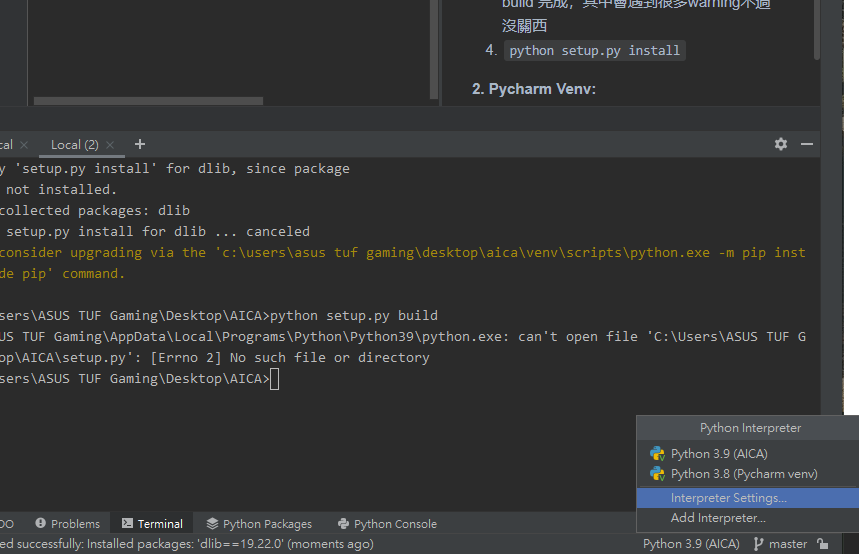 build 完成，其中會遇到很多warning不過
沒關西
4. python setup.py install
2. Pycharm Venv:
cal × Local (2) × +
y 'setup.py install' for dlib, since package
not installed.
collected packages: dlib
setup.py install for dlib ... canceled
consider upgrading via the 'c:\users\asus tuf gaming\desktop\aica\venv\scripts\python.exe -m pip inst
de pip' command.
sers\ASUS TUF Gaming\Desktop\AICA>python setup.py build
US TUF Gaming\AppData\Local\Programs\Python\Python39\python.exe: can't open file 'C:\Users\ASUS TUF G
op\AICA\setup.py': [Errno 2] No such file or directory
sers\ASUS TUF Gaming\Desktop\AICA>
Python Interpreter
Python 3.9 (AICA)
Python 3.8 (Pycharm venv)
Interpreter Settings...
Add Interpreter...
DO Problems Terminal Python Packages Python Console
ed successfully: Installed packages: 'dlib==19.22.0' (moments ago) Python 3.9 (AICA) master